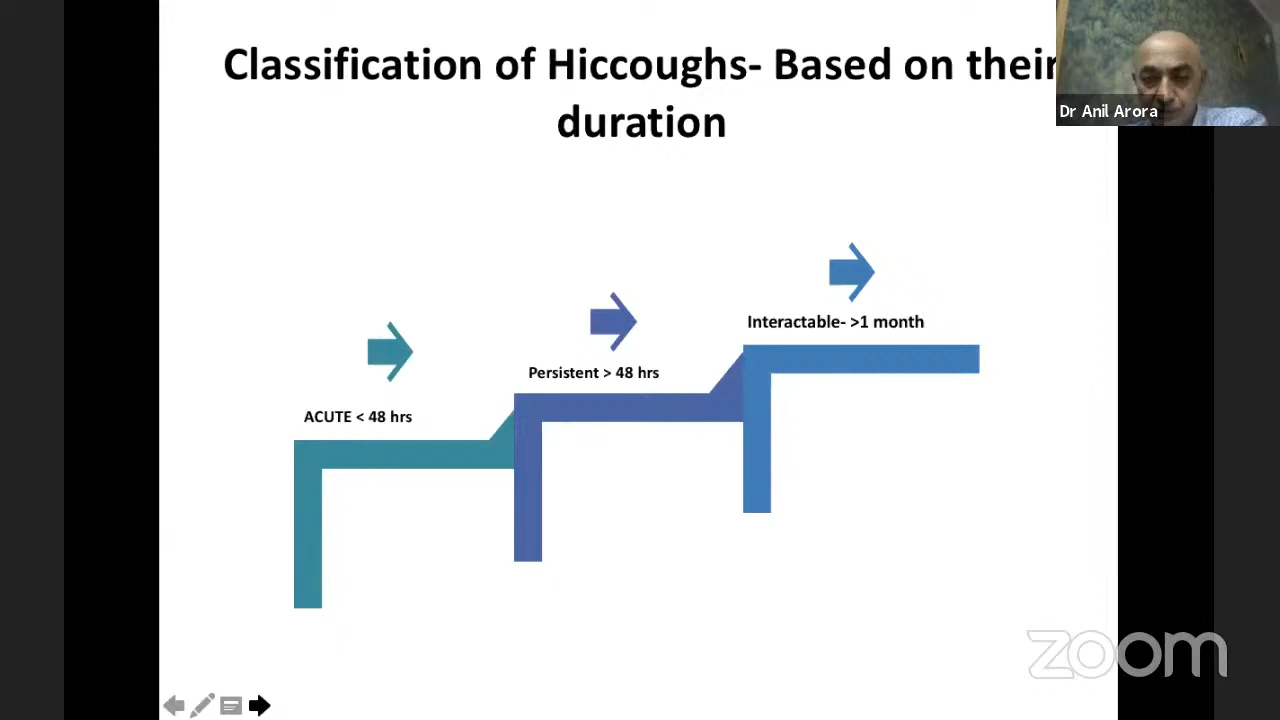 Classification of Hiccoughs- Based on their
duration
Dr Anil Arora
Interactable- >1 month
Persistent > 48 hrs
ACUTE < 48 hrs
zoom